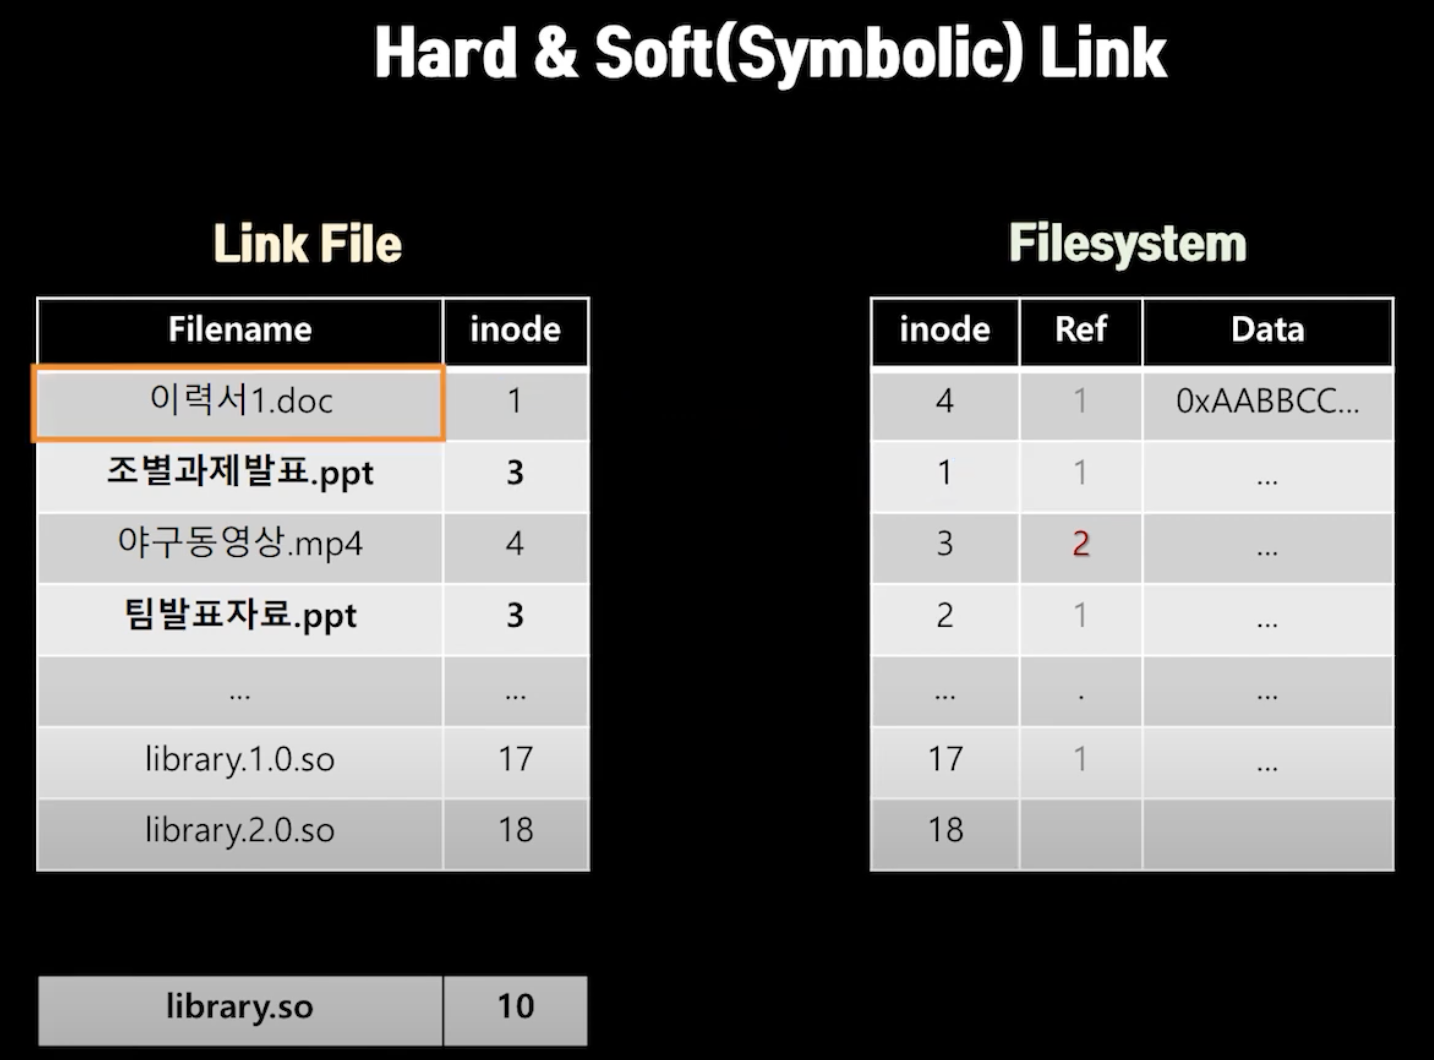 Hard & Soft(Symbolic) Link
Link File
Filename inode
이력서1.doc 1
조별과제발표.ppt 3
야구동영상.mp4 4
팀발표자료.ppt 3
... ...
library.1.0.so 17
library.2.0.so 18
library.so 10
Filesystem
inode Ref Data
4 1 0xAABBCC...
1 1 ...
3 2 ...
2 1 ...
... . ...
17 1 ...
18